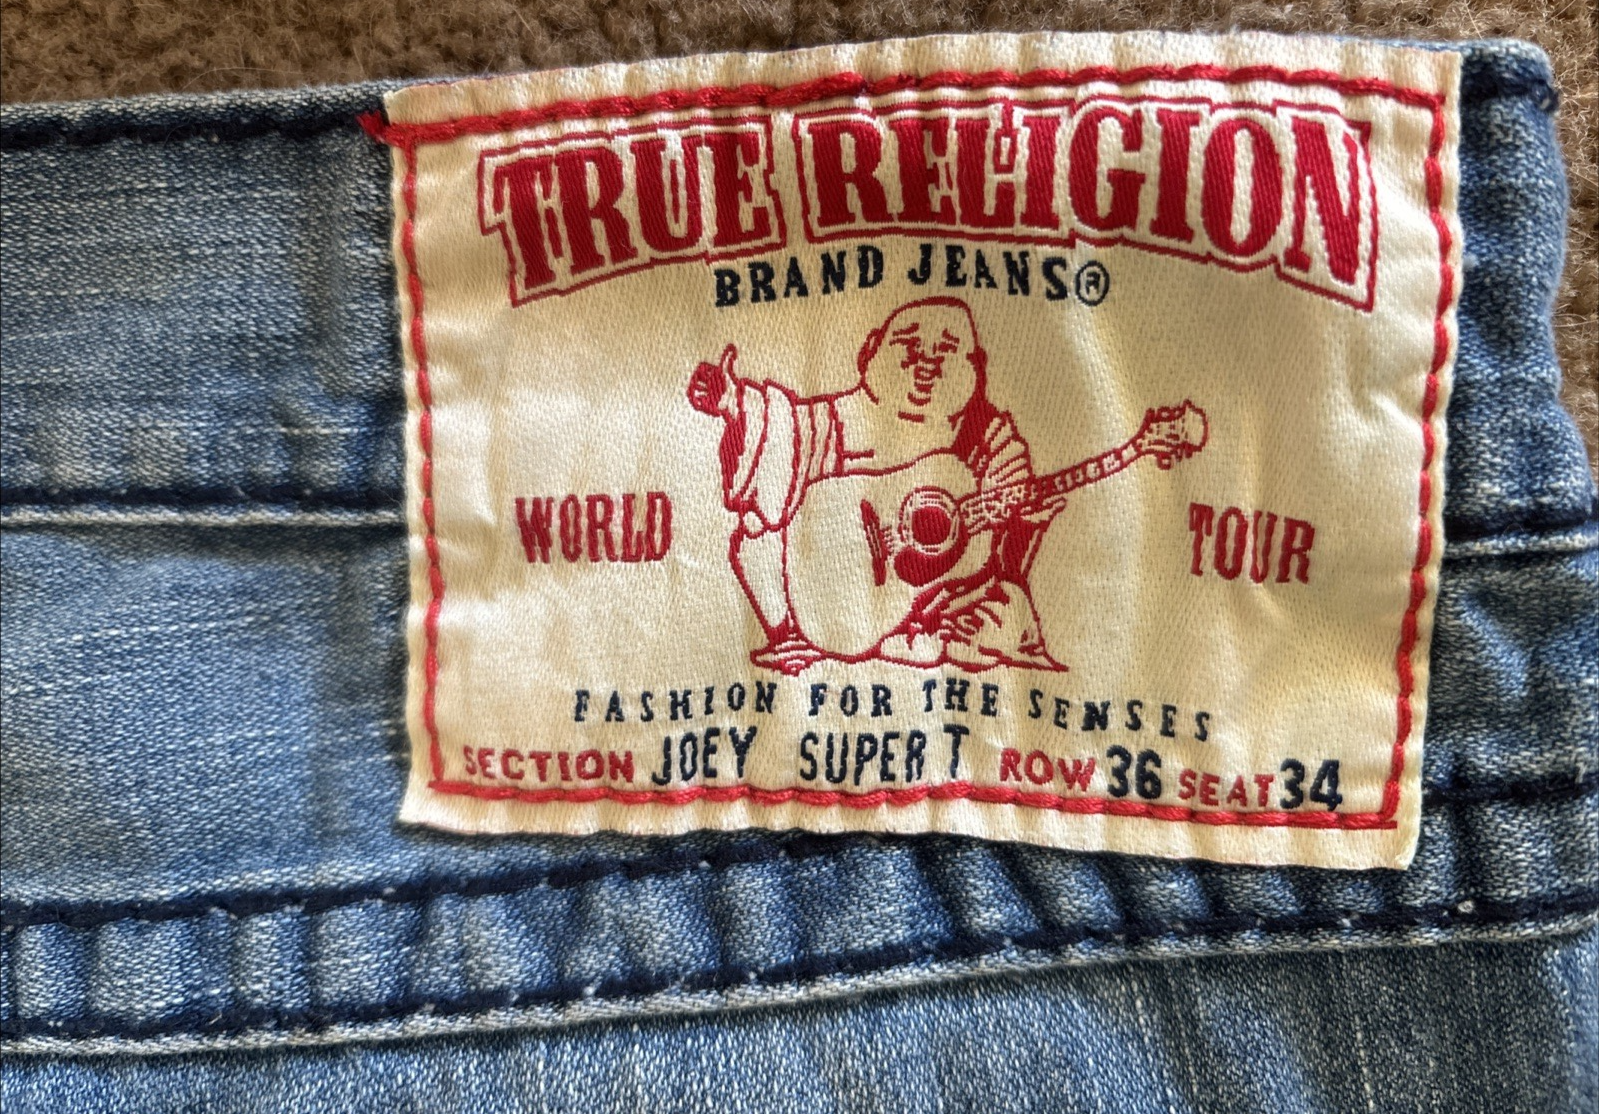 TRUE RELIGION
BRAND JEANS®
WORLD TOUR
FASHION FOR THE SENSES
SECTION JOEY SUPER T ROW 36 SEAT 34